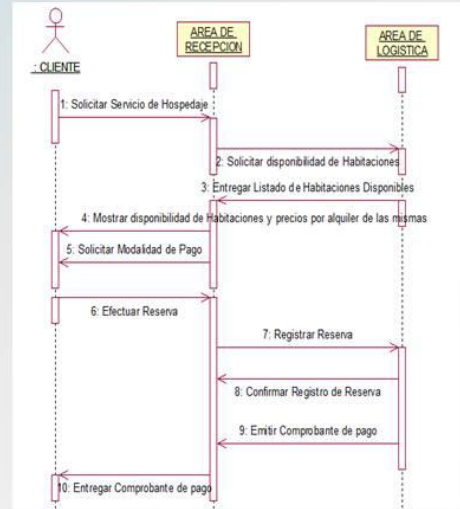 AREA DE
RECEPCION
AREA DE
LOGISTICA
: CLIENTE
1: Solicitar Servicio de Hospedaje
2: Solicitar disponibilidad de Habitaciones
3: Entregar Listado de Habitaciones Disponibles
4: Mostrar disponibilidad de Habitaciones y precios por alquiler de las mismas
5: Solicitar Modalidad de Pago
6: Efectuar Reserva
7: Registrar Reserva
8: Confirmar Registro de Reserva
9: Emitir Comprobante de pago
10: Entregar Comprobante de pago